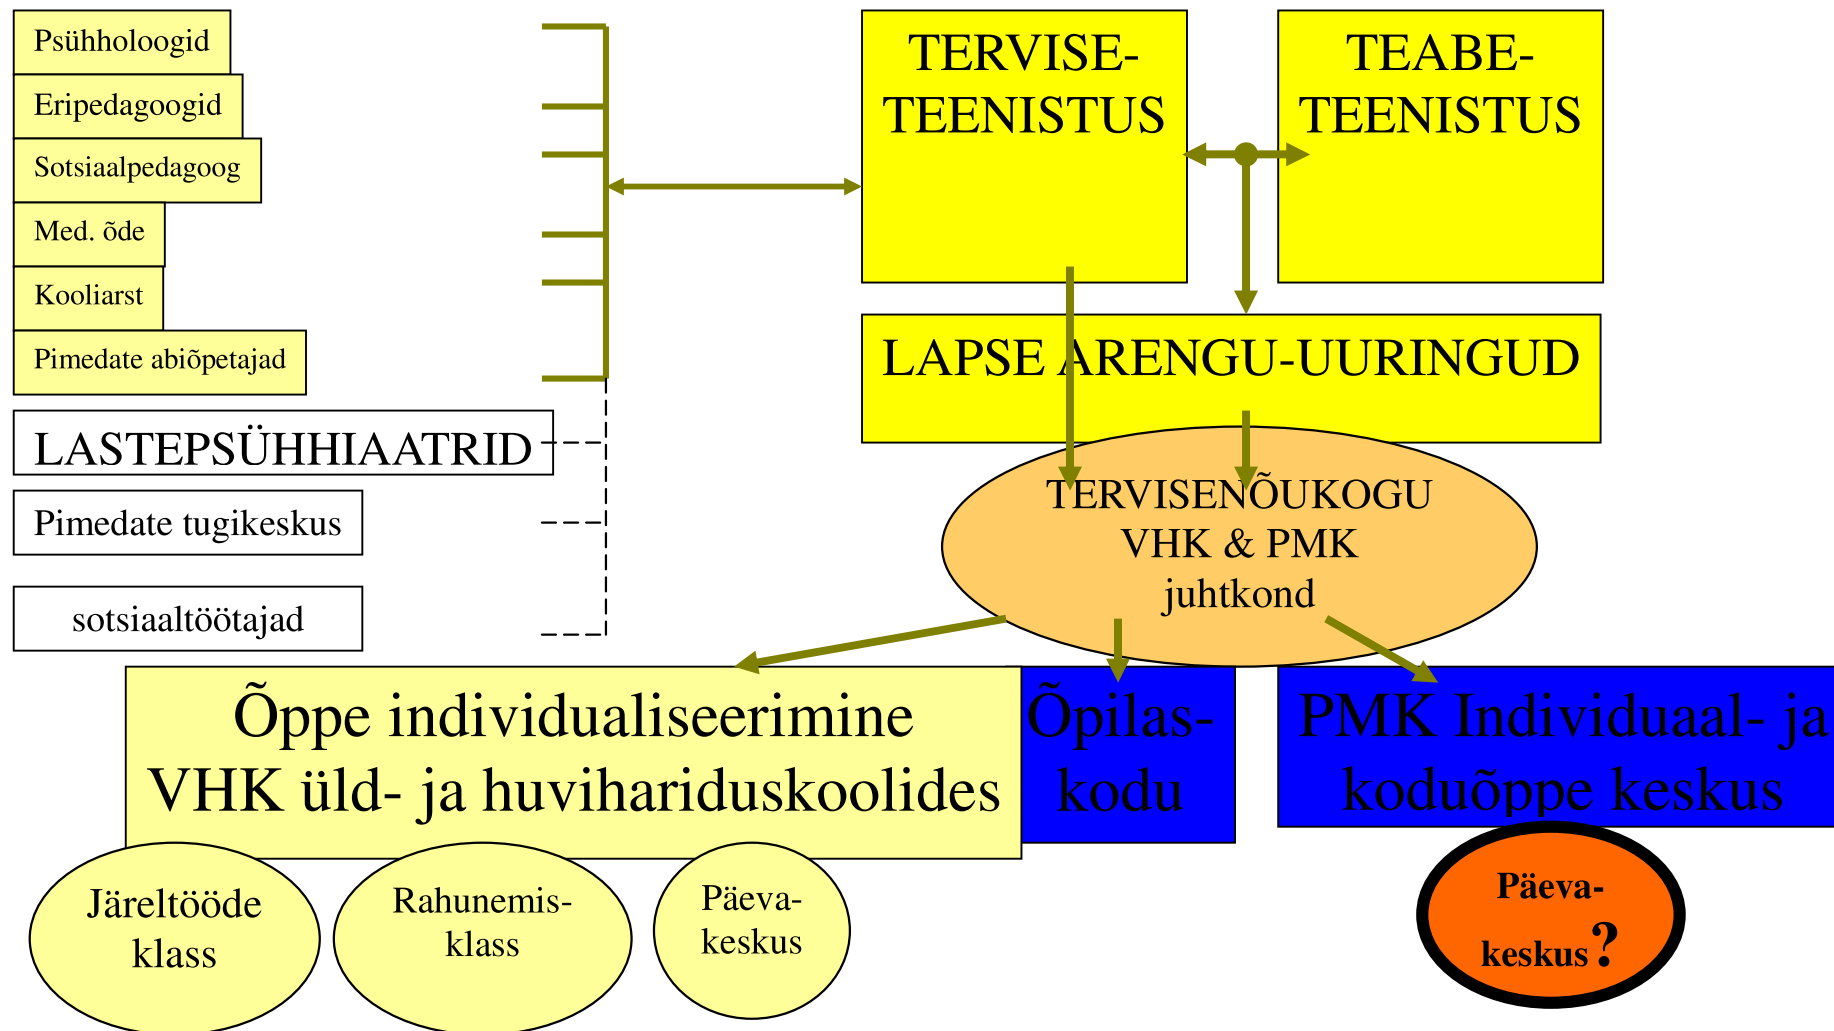 Psühholoogid
Eripedagoogid
Sotsiaalpedagoog
Med. õde
Kooliarst
Pimedate abiõpetajad
LASTEPSÜHHIAATRID
Pimedate tugikeskus
sotsiaaltöötajad
TERVISE-
TEENISTUS
TEABE-
TEENISTUS
LAPSE ARENGU-UURINGUD
TERVISENÕUKOGU
VHK & PMK
juhtkond
Õppe individualiseerimine
VHK üld- ja huvihariduskoolides
Õpilas-
kodu
PMK Individuaal- ja
koduõppe keskus
Järeltööde
klass
Rahunemis-
klass
Päeva-
keskus
Päeva-
keskus?